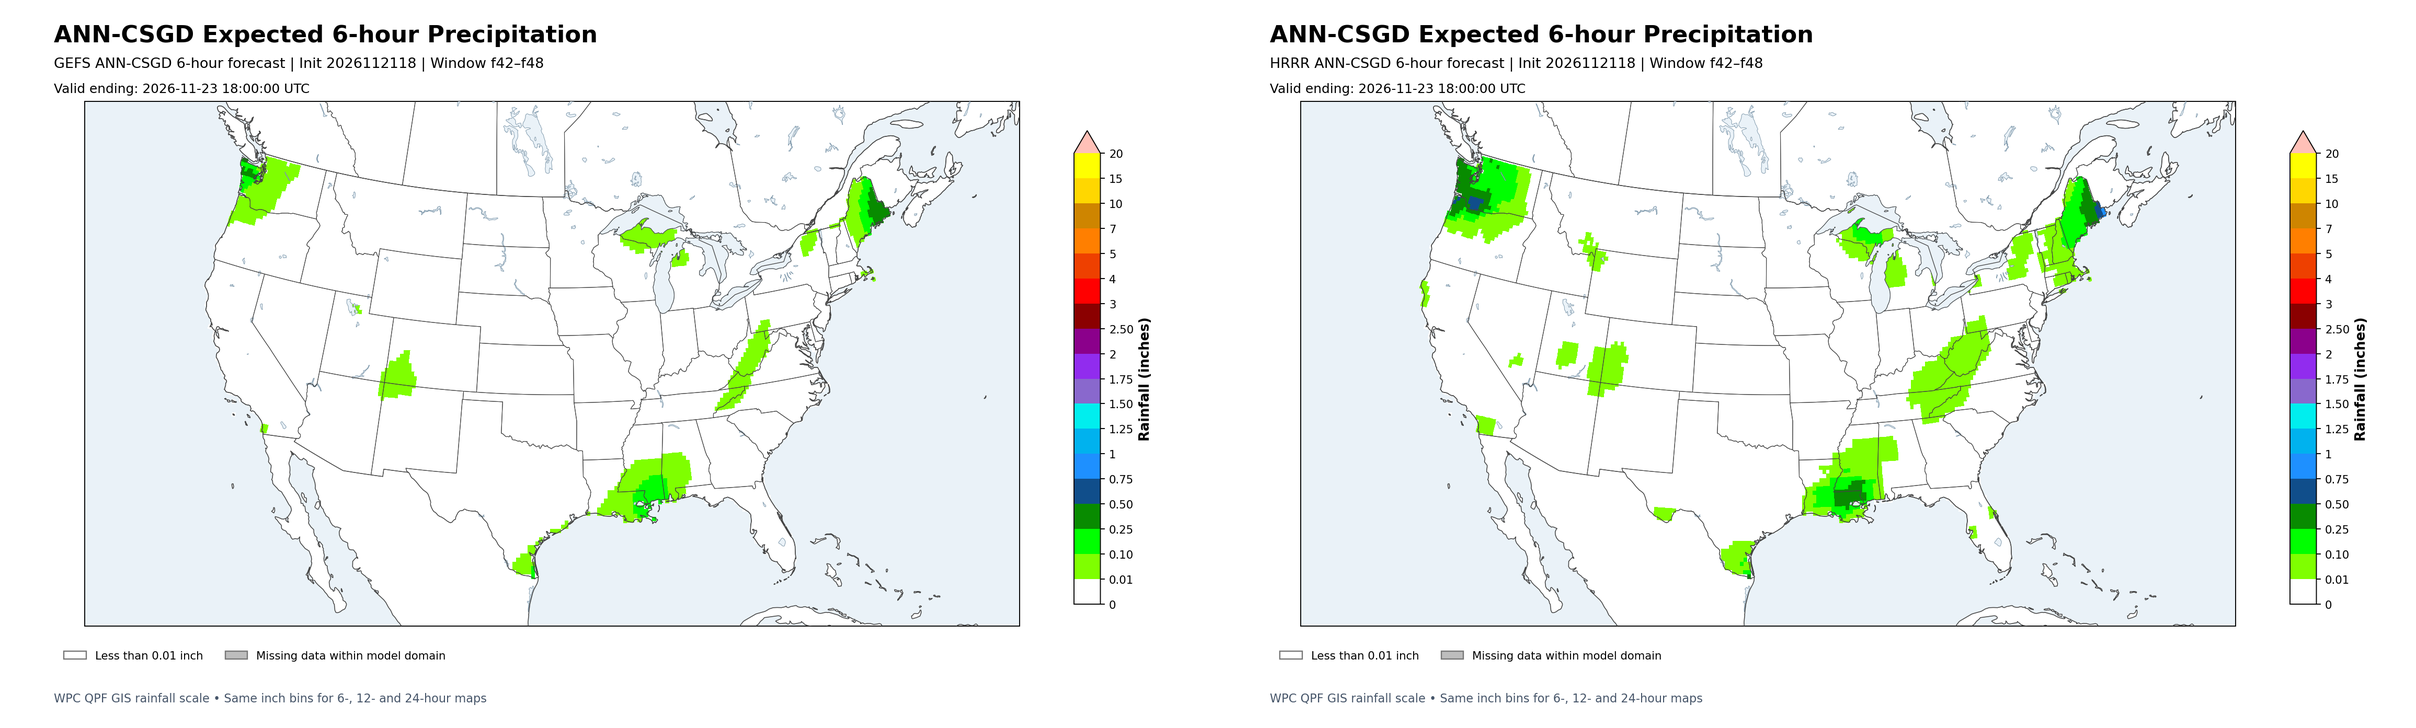 ANN-CSGD Expected 6-hour Precipitation
GEFS ANN-CSGD 6-hour forecast | Init 2026112118 | Window f42–f48
Valid ending: 2026-11-23 18:00:00 UTC
20
15
10
7
5
4
3
2.50
2
1.75
1.50
1.25
1
0.75
0.50
0.25
0.10
0.01
0
Rainfall (inches)
Less than 0.01 inch
Missing data within model domain
WPC QPF GIS rainfall scale • Same inch bins for 6-, 12- and 24-hour maps
ANN-CSGD Expected 6-hour Precipitation
HRRR ANN-CSGD 6-hour forecast | Init 2026112118 | Window f42–f48
Valid ending: 2026-11-23 18:00:00 UTC
20
15
10
7
5
4
3
2.50
2
1.75
1.50
1.25
1
0.75
0.50
0.25
0.10
0.01
0
Rainfall (inches)
Less than 0.01 inch
Missing data within model domain
WPC QPF GIS rainfall scale • Same inch bins for 6-, 12- and 24-hour maps